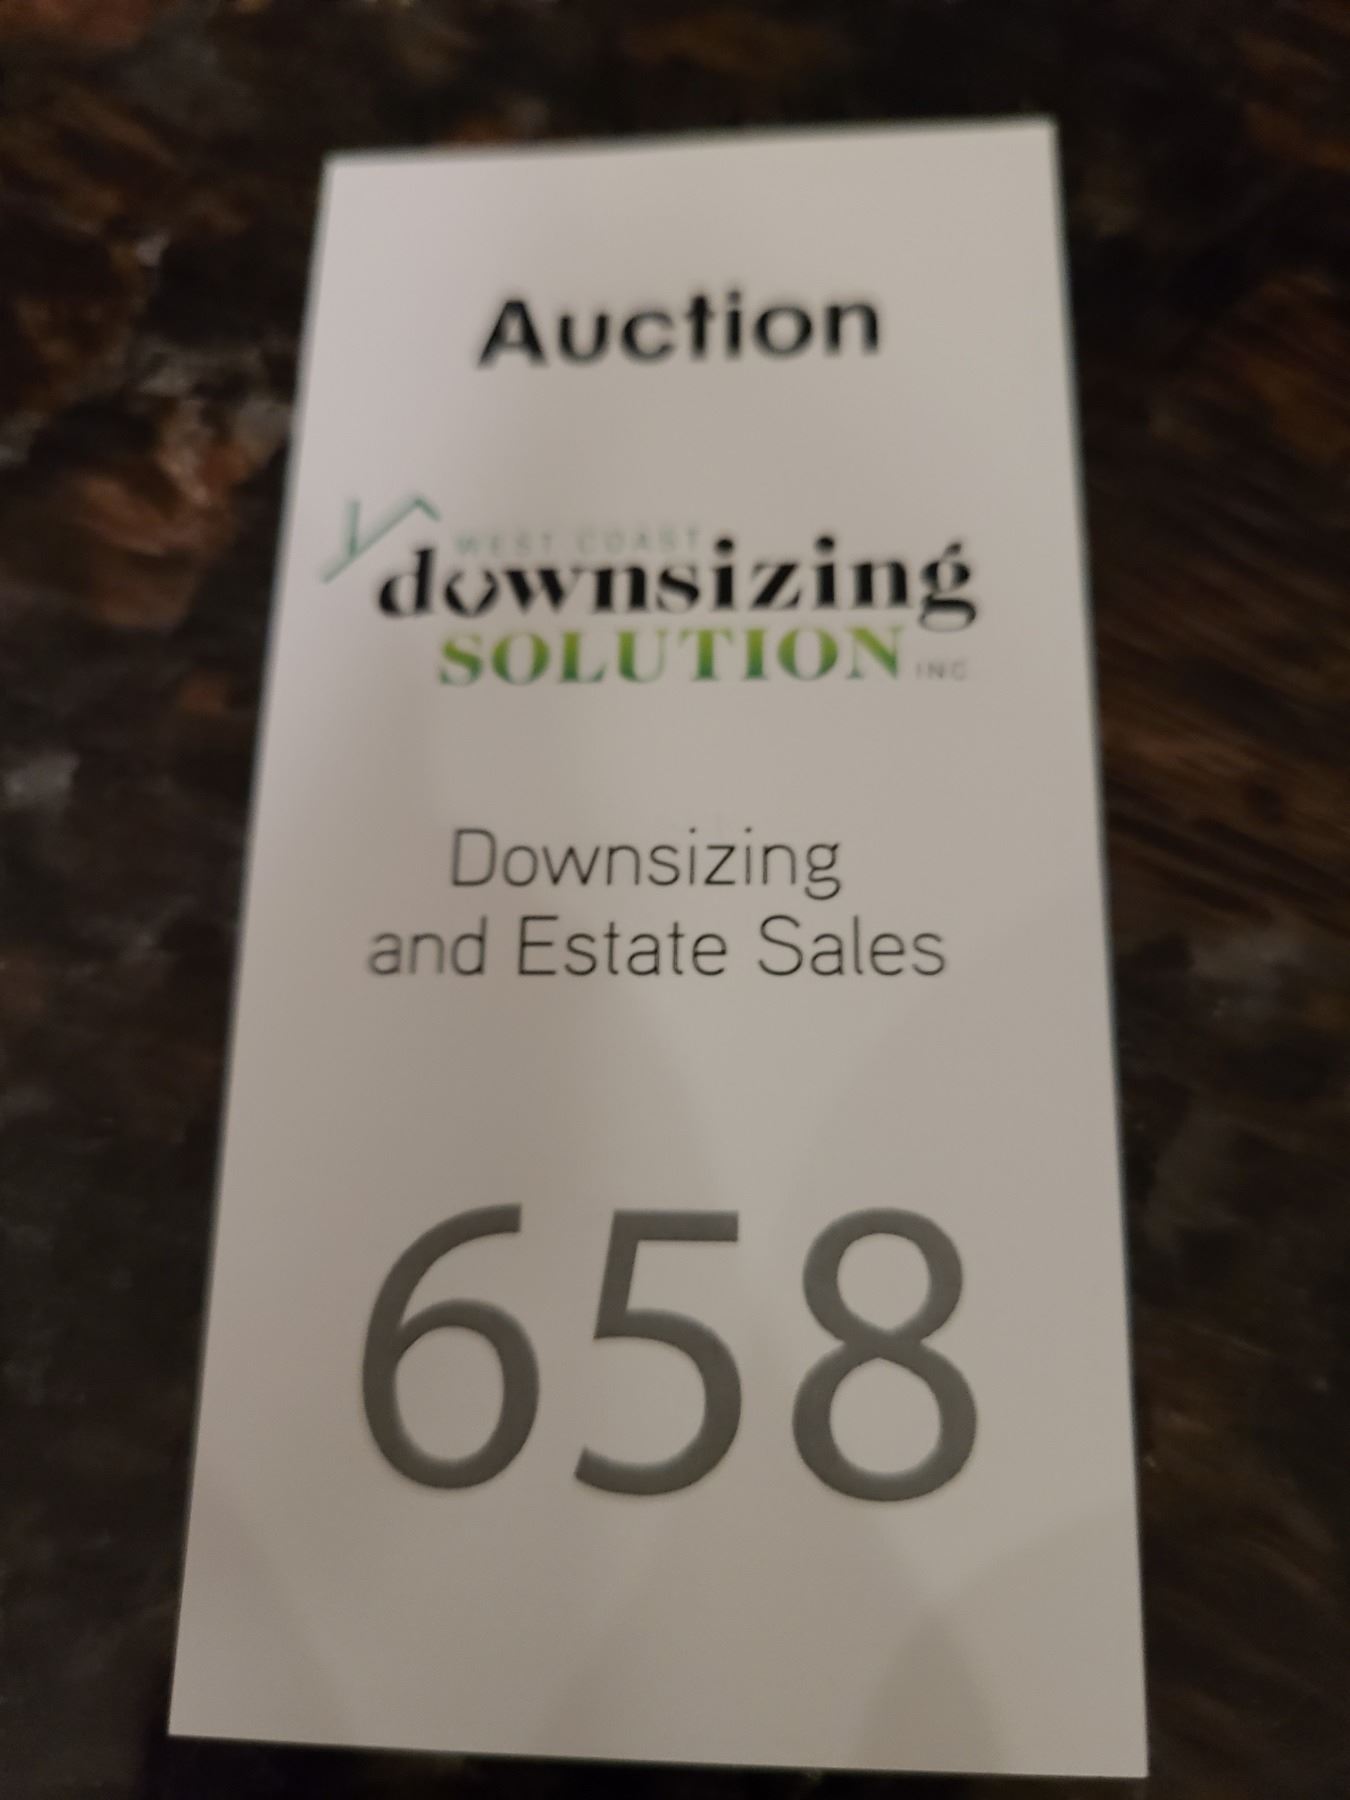 Auction
WEST COAST
downsizing
SOLUTION INC
Downsizing
and Estate Sales
658